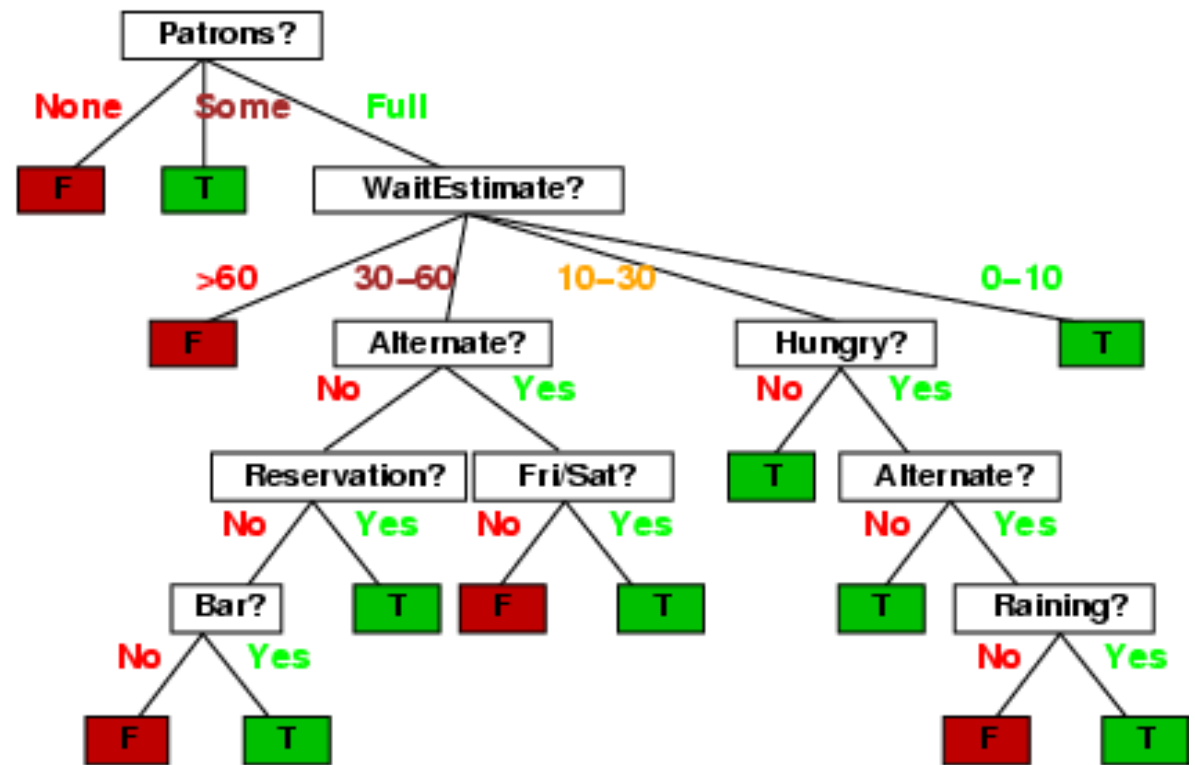 Patrons?
None Some Full
F T WaitEstimate?
>60 30–60 10–30 0–10
F Alternate? Hungry? T
No Yes No Yes
Reservation? Fri/Sat? T Alternate?
No Yes No Yes No Yes
Bar? T F T T Raining?
No Yes No Yes
F T F T